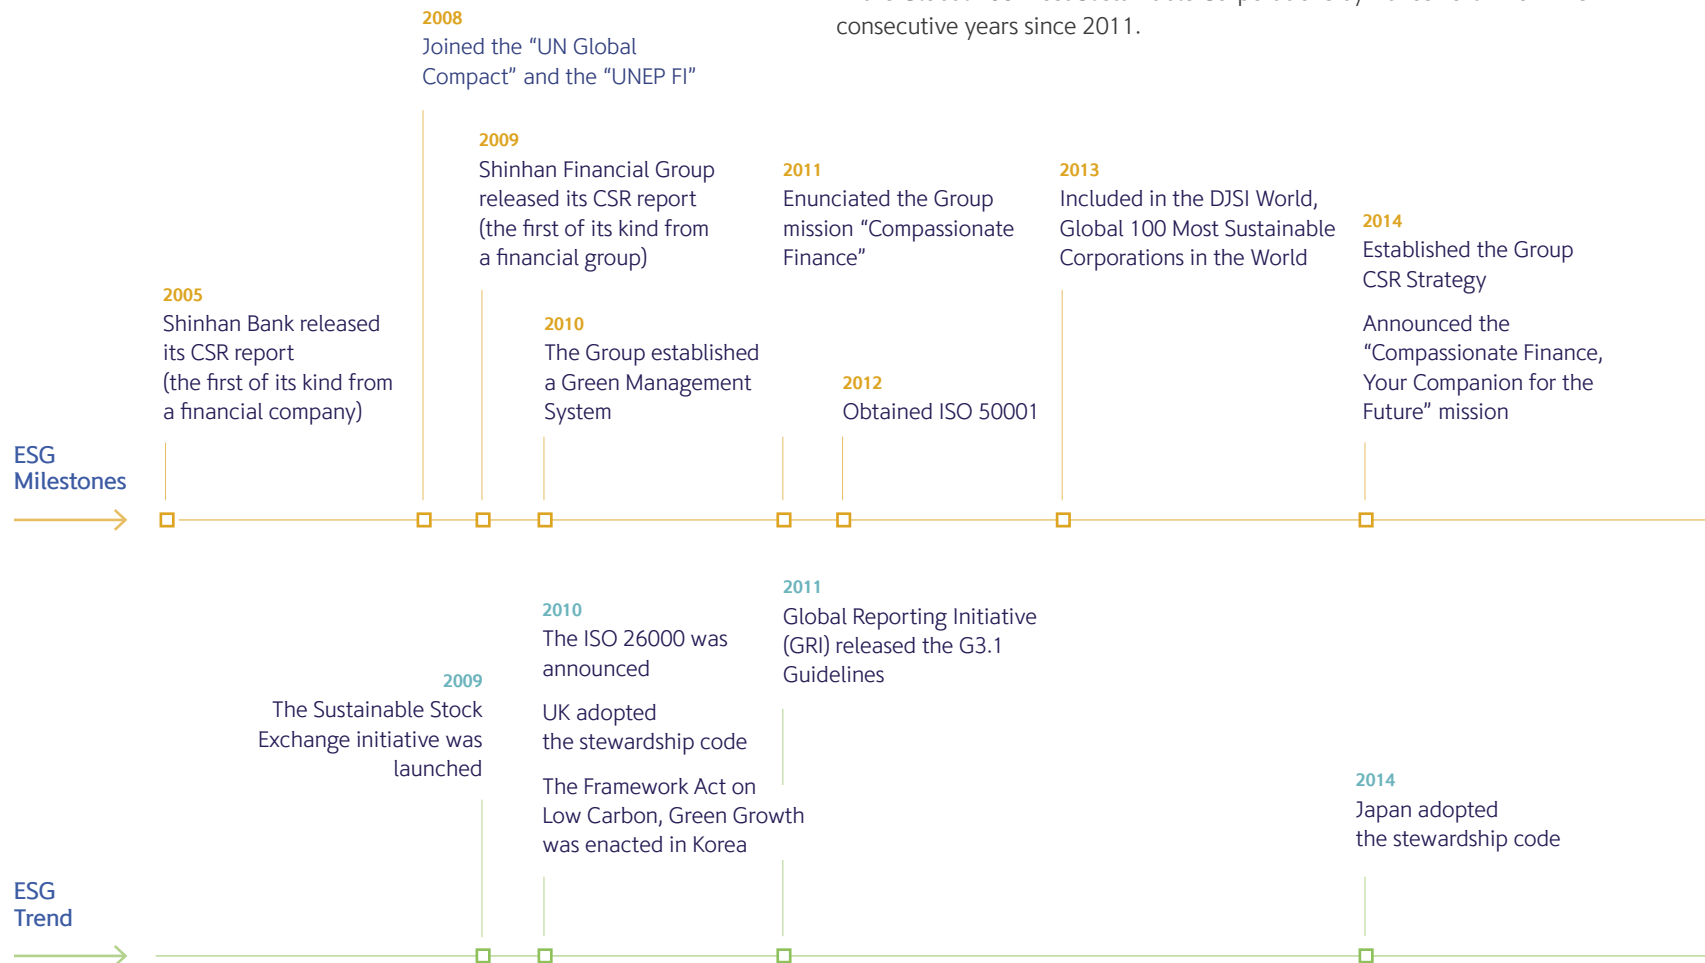 consecutive years since 2011.
2008
Joined the “UN Global
Compact” and the “UNEP FI”
2009
Shinhan Financial Group
released its CSR report
(the first of its kind from
a financial group)
2011
Enunciated the Group
mission “Compassionate
Finance”
2013
Included in the DJSI World,
Global 100 Most Sustainable
Corporations in the World
2014
Established the Group
CSR Strategy
Announced the
“Compassionate Finance,
Your Companion for the
Future” mission
2005
Shinhan Bank released
its CSR report
(the first of its kind from
a financial company)
2010
The Group established
a Green Management
System
2012
Obtained ISO 50001
ESG
Milestones
2009
The Sustainable Stock
Exchange initiative was
launched
2010
The ISO 26000 was
announced
UK adopted
the stewardship code
The Framework Act on
Low Carbon, Green Growth
was enacted in Korea
2011
Global Reporting Initiative
(GRI) released the G3.1
Guidelines
2014
Japan adopted
the stewardship code
ESG
Trend